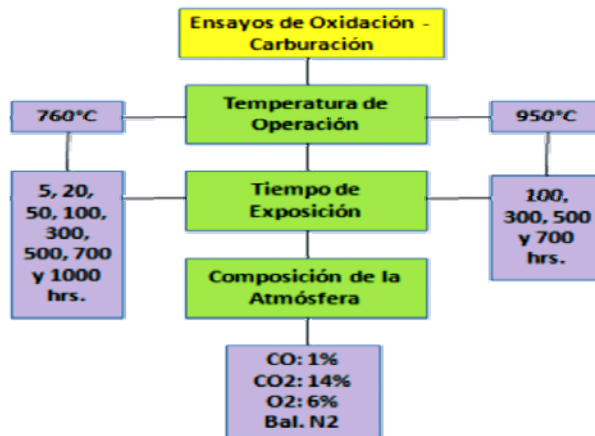 Ensayos de Oxidación -
Carburación
760°C
Temperatura de
Operación
950°C
5, 20,
50, 100,
300,
500, 700
y 1000
hrs.
Tiempo de
Exposición
100,
300, 500
y 700
hrs.
Composición de la
Atmósfera
CO: 1%
CO2: 14%
O2: 6%
Bal. N2